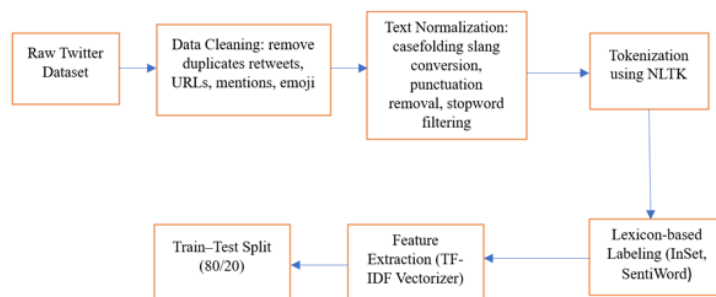 Raw Twitter
Dataset
Data Cleaning: remove
duplicates retweets,
URLs, mentions, emoji
Text Normalization:
casefolding slang
conversion,
punctuation
removal, stopword
filtering
Tokenization
using NLTK
Lexicon-based
Labeling (InSet,
SentiWord)
Feature
Extraction (TF-
IDF Vectorizer)
Train–Test Split
(80/20)